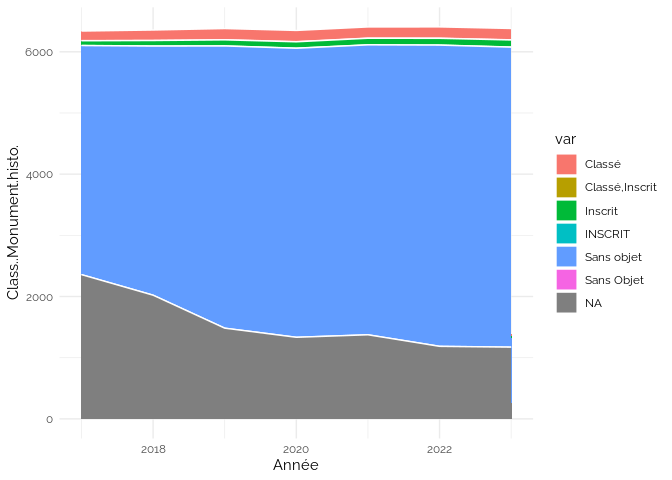 6000
4000
2000
0
2018
2020
2022
Année
Class..Monument.histo.
var
Classé
Classé,Inscrit
Inscrit
INSCRIT
Sans objet
Sans Objet
NA